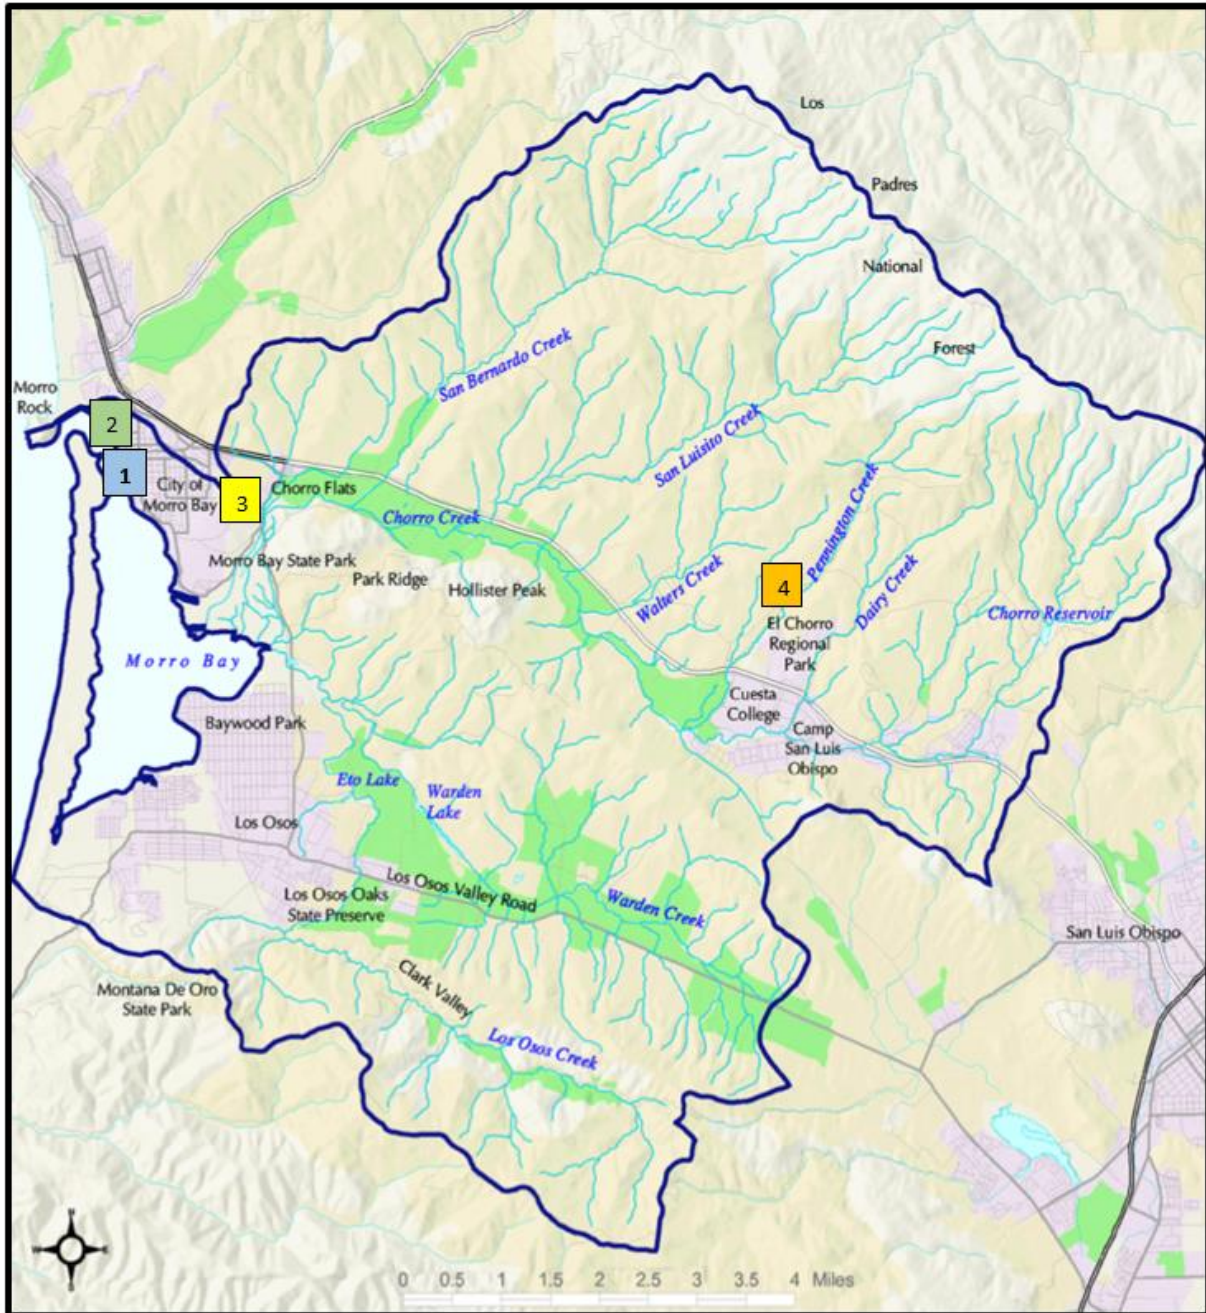 Los
Padres
National
Forest
San Bernardo Creek
Morro
Rock
2
1
City of
Morro Bay
3
Chorro Flats
San Luisito Creek
Chorro Creek
Pennington Creek
Morro Bay State Park
Park Ridge
Hollister Peak
Walters Creek
4
Dairy Creek
El Chorro
Regional
Park
Chorro Reservoir
Morro Bay
Cuesta
College
Baywood Park
Camp
San Luis
Obispo
Eto Lake
Warden
Lake
Los Osos
Los Osos Oaks
State Preserve
Los Osos Valley Road
Warden Creek
San Luis Obispo
Montana De Oro
State Park
Clark Valley
Los Osos Creek
N
W
E
S
0 0.5 1 1.5 2 2.5 3 3.5 4 Miles